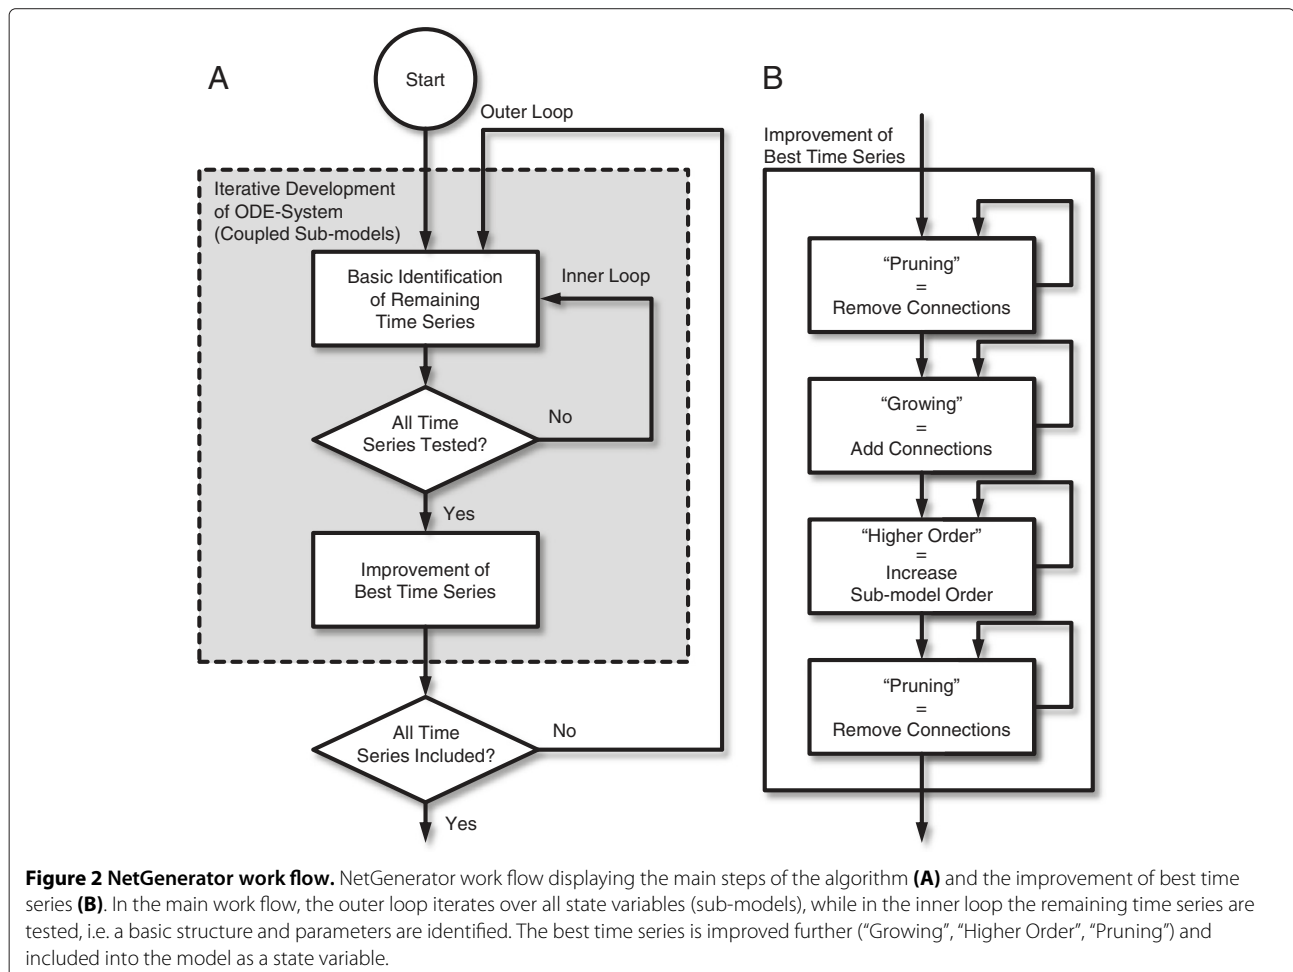 A
Start
Outer Loop
Iterative Development
of ODE-System
(Coupled Sub-models)
Basic Identification
of Remaining
Time Series
Inner Loop
All Time
Series Tested?
No
Yes
Improvement of
Best Time Series
All Time
Series Included?
No
Yes
B
Improvement of
Best Time Series
“Pruning”
=
Remove Connections
“Growing”
=
Add Connections
“Higher Order”
=
Increase
Sub-model Order
“Pruning”
=
Remove Connections
Figure 2 NetGenerator work flow. NetGenerator work flow displaying the main steps of the algorithm (A) and the improvement of best time
series (B). In the main work flow, the outer loop iterates over all state variables (sub-models), while in the inner loop the remaining time series are
tested, i.e. a basic structure and parameters are identified. The best time series is improved further (“Growing”, “Higher Order”, “Pruning”) and
included into the model as a state variable.